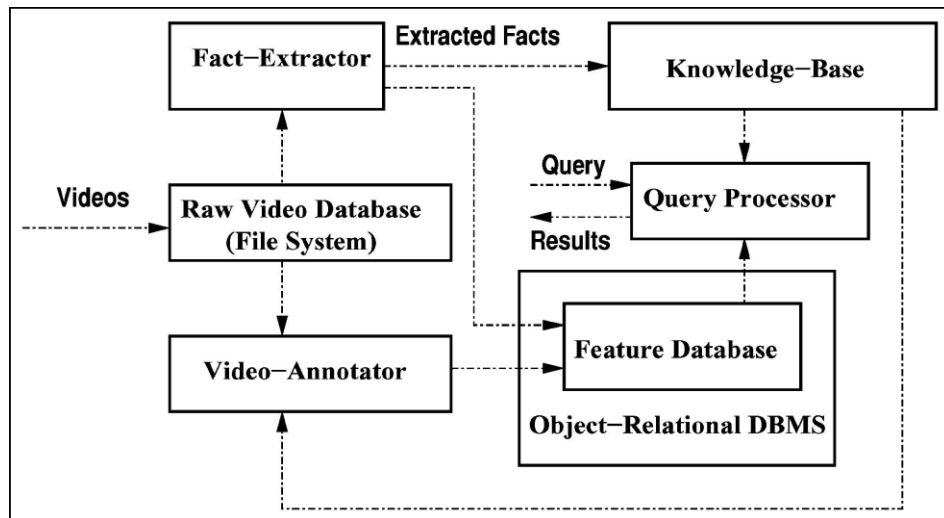 Extracted Facts
Fact−Extractor
Knowledge−Base
Videos
Raw Video Database
(File System)
Query
Results
Query Processor
Video−Annotator
Feature Database
Object−Relational DBMS